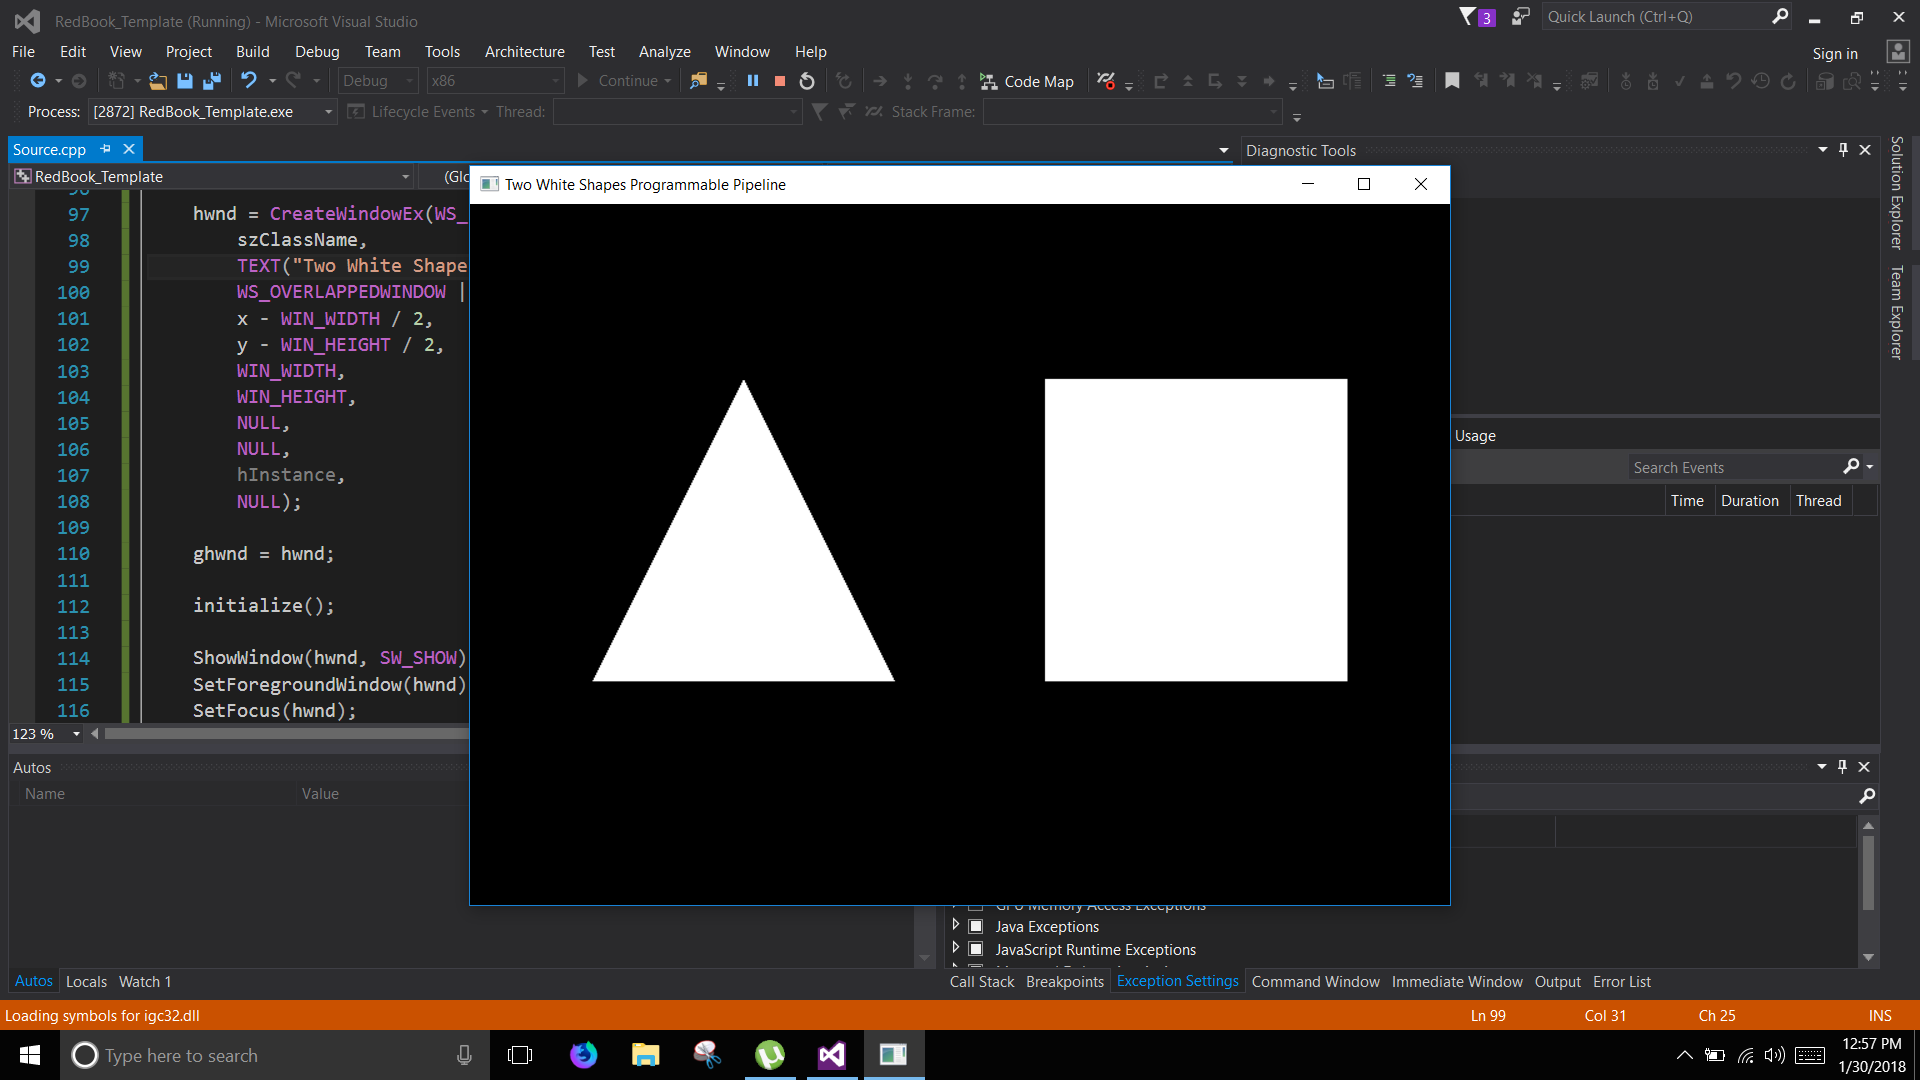 RedBook_Template (Running) - Microsoft Visual Studio
3
Quick Launch (Ctrl+Q)
File Edit View Project Build Debug Team Tools Architecture Test Analyze Window Help
Sign in
Debug x86 Continue Code Map
Process: [2872] RedBook_Template.exe Lifecycle Events Thread: Stack Frame:
Source.cpp
Diagnostic Tools
RedBook_Template
(Glo
Two White Shapes Programmable Pipeline
97 hwnd = CreateWindowEx(WS_
98 szClassName,
99 TEXT("Two White Shape
100 WS_OVERLAPPEDWINDOW |
101 x - WIN_WIDTH / 2,
102 y - WIN_HEIGHT / 2,
103 WIN_WIDTH,
104 WIN_HEIGHT,
105 NULL,
106 NULL,
107 hInstance,
108 NULL);
109
110 ghwnd = hwnd;
111
112 initialize();
113
114 ShowWindow(hwnd, SW_SHOW)
115 SetForegroundWindow(hwnd)
116 SetFocus(hwnd);
123 %
Solution Explorer
Team Explorer
Usage
Search Events
Time Duration Thread
Autos
Name Value
GPU Memory Access Exceptions
Java Exceptions
JavaScript Runtime Exceptions
Autos Locals Watch 1
Call Stack Breakpoints Exception Settings Command Window Immediate Window Output Error List
Loading symbols for igc32.dll
Ln 99 Col 31 Ch 25 INS
Type here to search
12:57 PM
1/30/2018